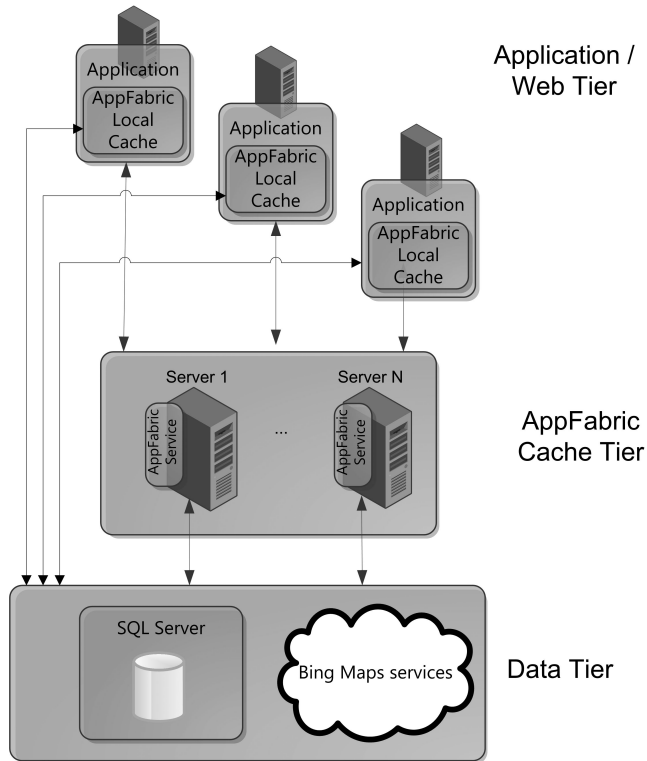 Application /
Web Tier
Application
AppFabric
Local
Cache
Application
AppFabric
Local
Cache
Application
AppFabric
Local
Cache
Server 1
Server N
AppFabric
Service
...
AppFabric
Service
AppFabric
Cache Tier
SQL Server
Bing Maps services
Data Tier